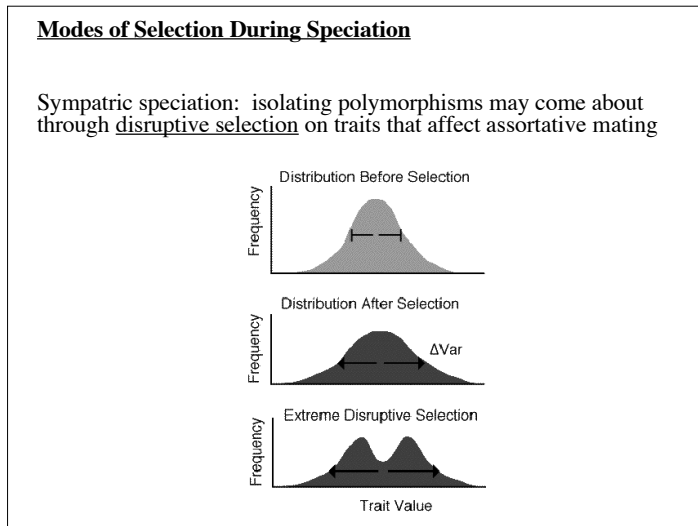 Modes of Selection During Speciation
Sympatric speciation: isolating polymorphisms may come about
through disruptive selection on traits that affect assortative mating
Distribution Before Selection
Frequency
Distribution After Selection
Frequency
ΔVar
Extreme Disruptive Selection
Frequency
Trait Value